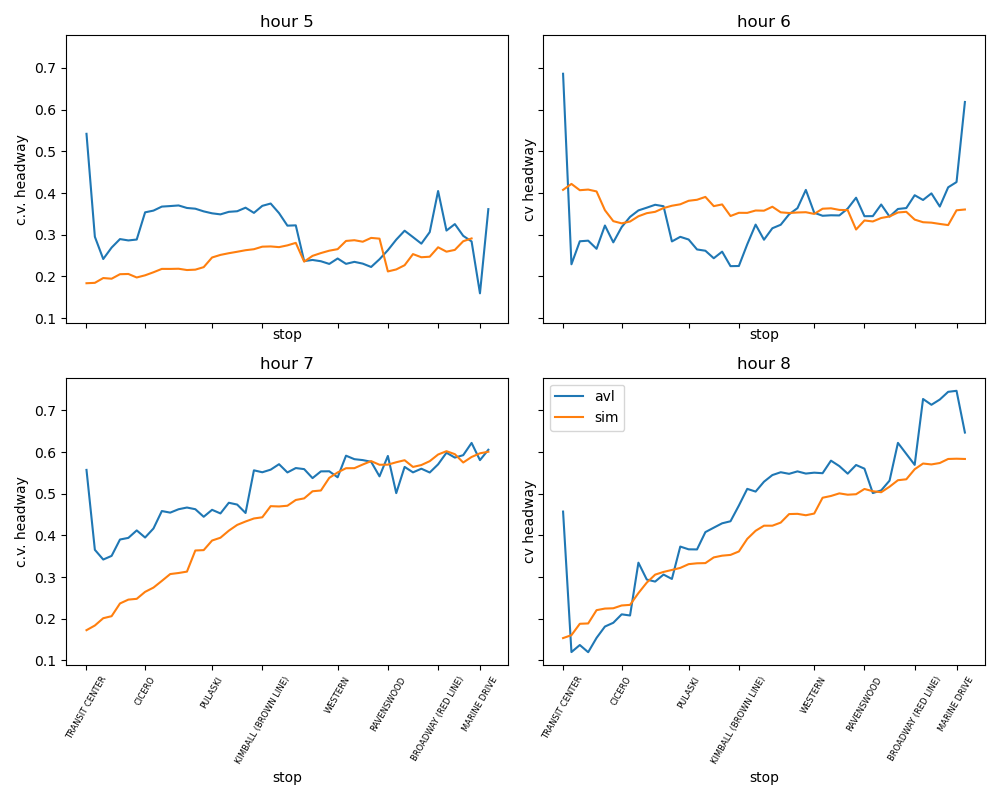 hour 5
hour 6
0.7
0.6
0.5
0.4
0.3
0.2
0.1
c.v. headway
cv headway
stop
stop
hour 7
hour 8
0.7
0.6
0.5
0.4
0.3
0.2
0.1
c.v. headway
cv headway
avl
sim
TRANSIT CENTER
CICERO
PULASKI
KIMBALL (BROWN LINE)
WESTERN
RAVENSWOOD
BROADWAY (RED LINE)
MARINE DRIVE
TRANSIT CENTER
CICERO
PULASKI
KIMBALL (BROWN LINE)
WESTERN
RAVENSWOOD
BROADWAY (RED LINE)
MARINE DRIVE
stop
stop